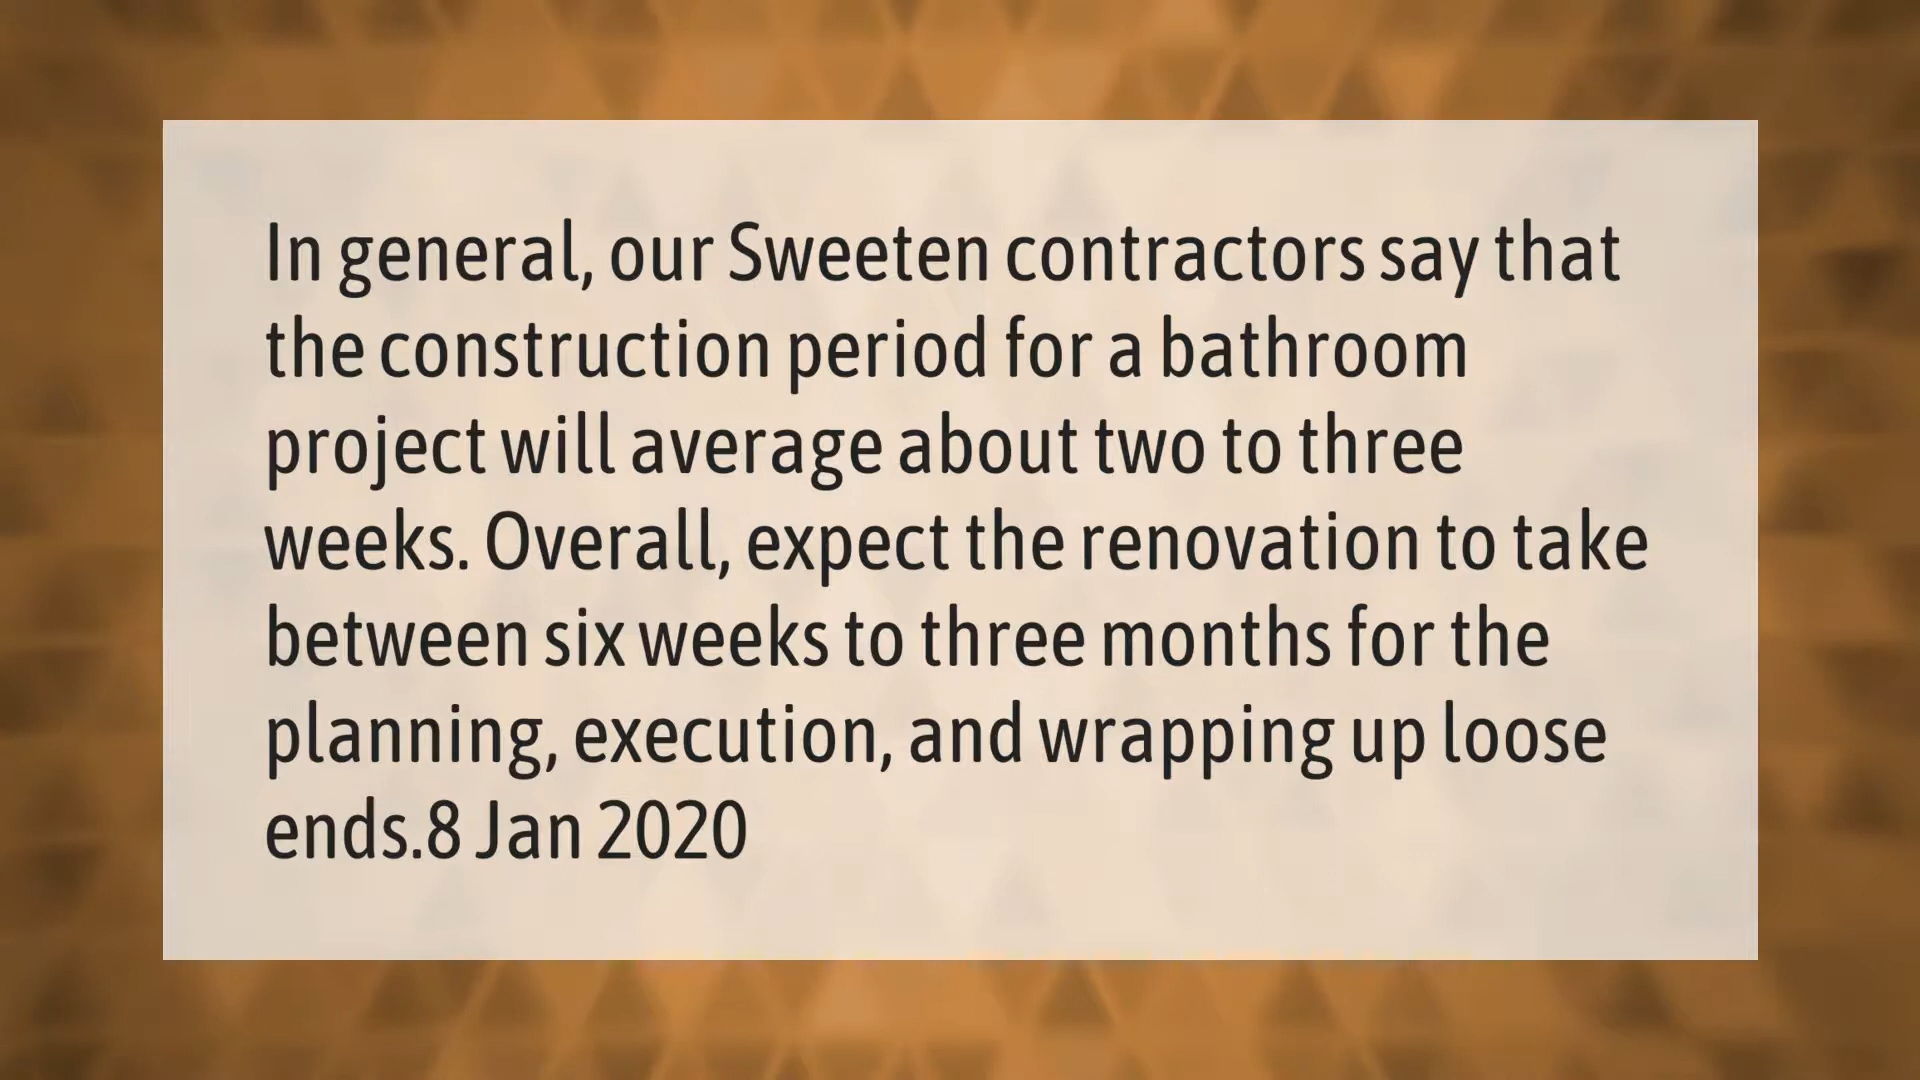 In general, our Sweeten contractors say that
the construction period for a bathroom
project will average about two to three
weeks. Overall, expect the renovation to take
between six weeks to three months for the
planning, execution, and wrapping up loose
ends.8 Jan 2020